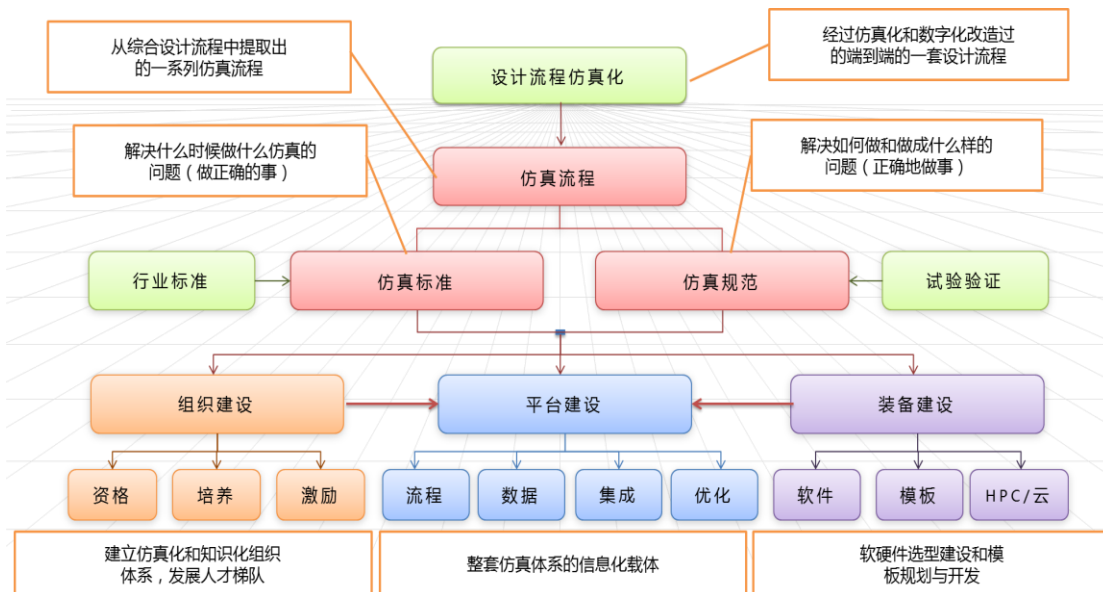 从综合设计流程中提取出
的一系列仿真流程
设计流程仿真化
经过仿真化和数字化改造过
的端到端的一套设计流程
解决什么时候做什么仿真的
问题（做正确的事）
仿真流程
解决如何做和做成什么样的
问题（正确地做事）
行业标准
仿真标准
仿真规范
试验验证
组织建设
平台建设
装备建设
资格
培养
激励
流程
数据
集成
优化
软件
模板
HPC/云
建立仿真化和知识化组织
体系，发展人才梯队
整套仿真体系的信息化载体
软硬件选型建设和模
板规划与开发